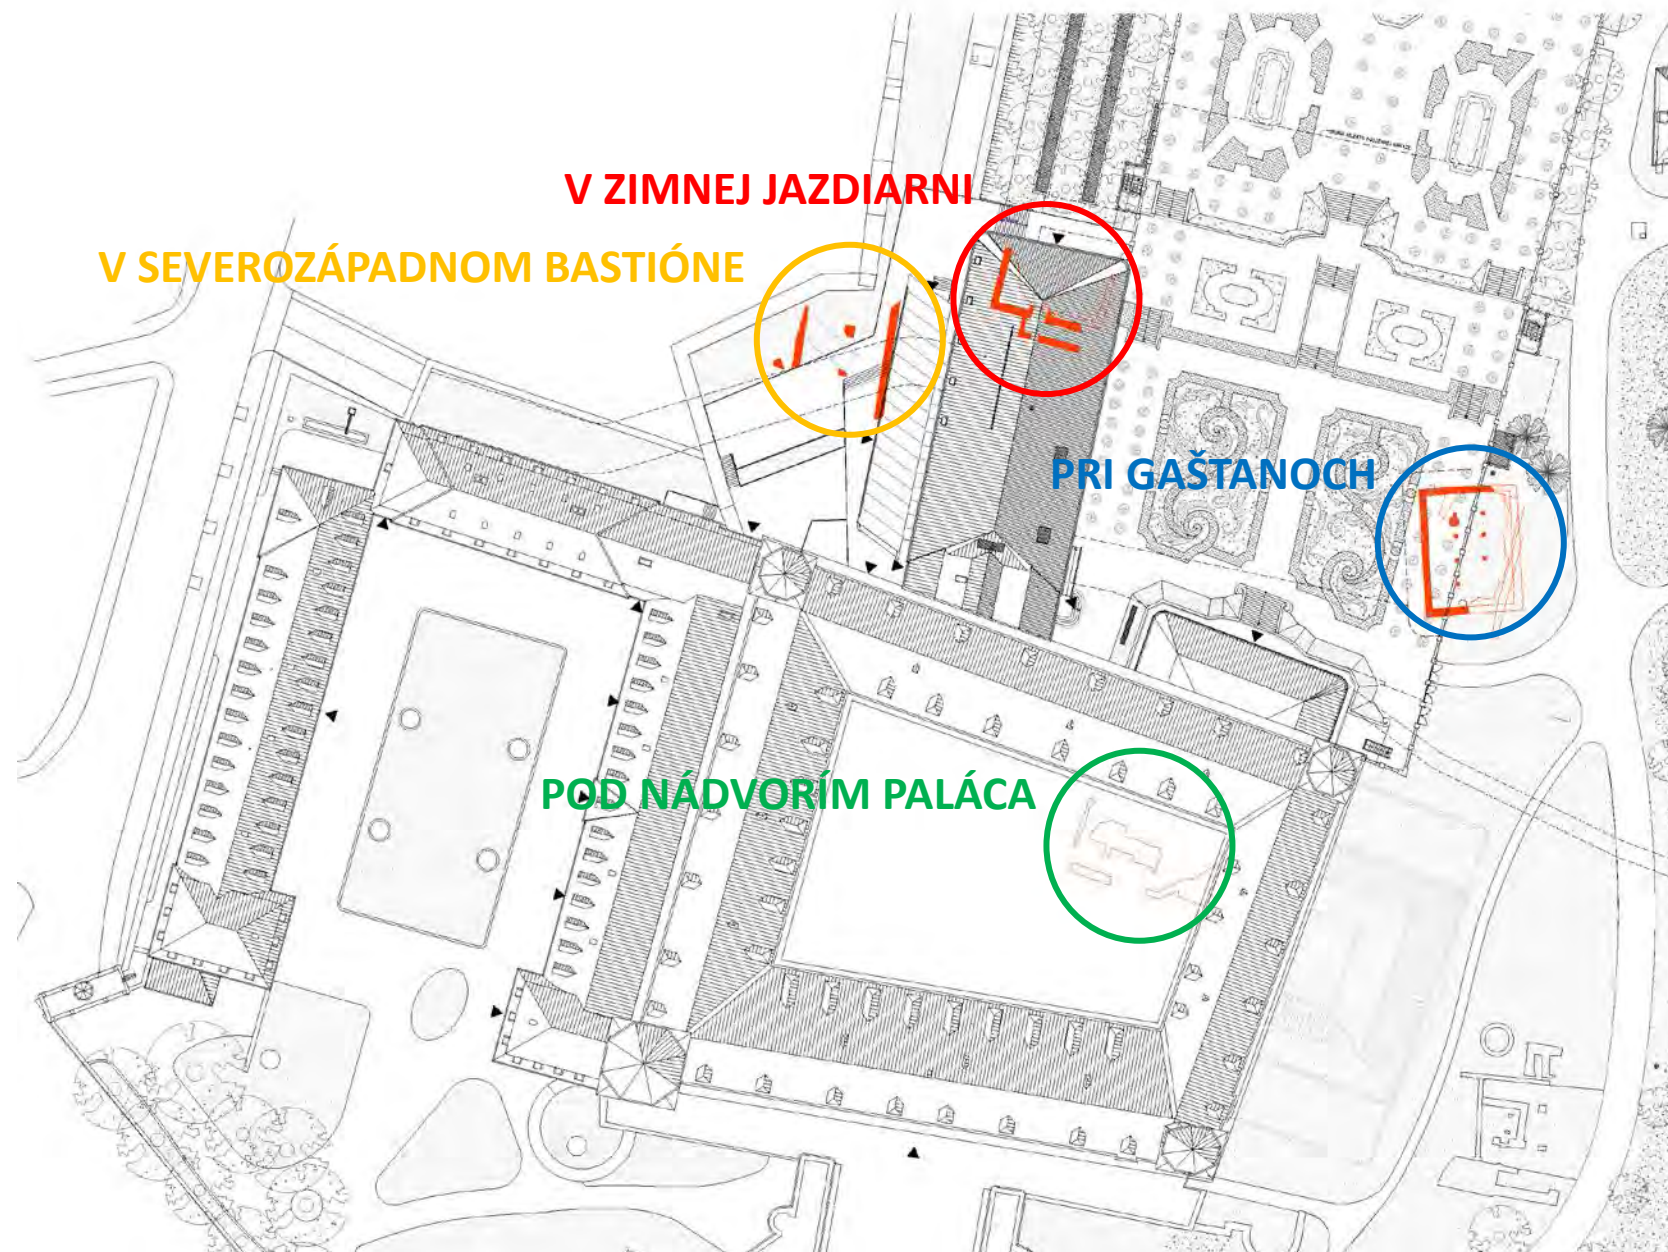 V ZIMNEJ JAZDIARNI
V SEVEROZÁPADNOM BASTIÓNE
PRI GAŠTANOCH
POD NÁDVORÍM PALÁCA